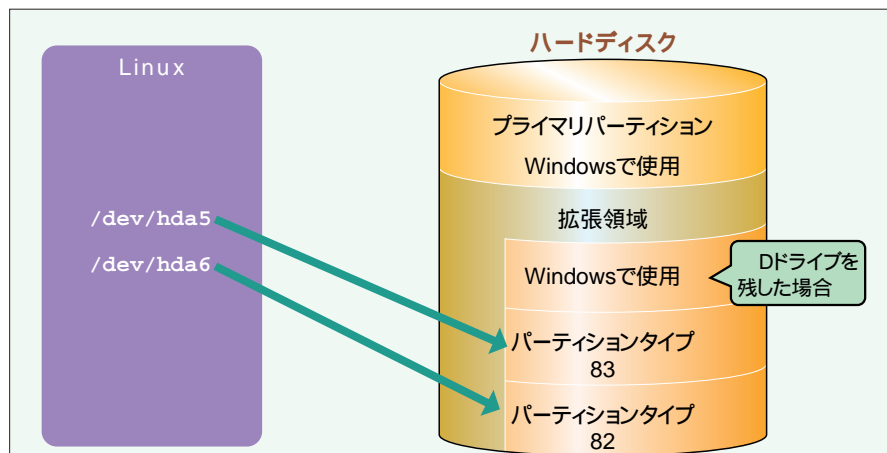 Linux
/dev/hda5
/dev/hda6
ハードディスク
プライマリパーティション
Windowsで使用
拡張領域
Windowsで使用
Dドライブを
残した場合
パーティションタイプ
83
パーティションタイプ
82